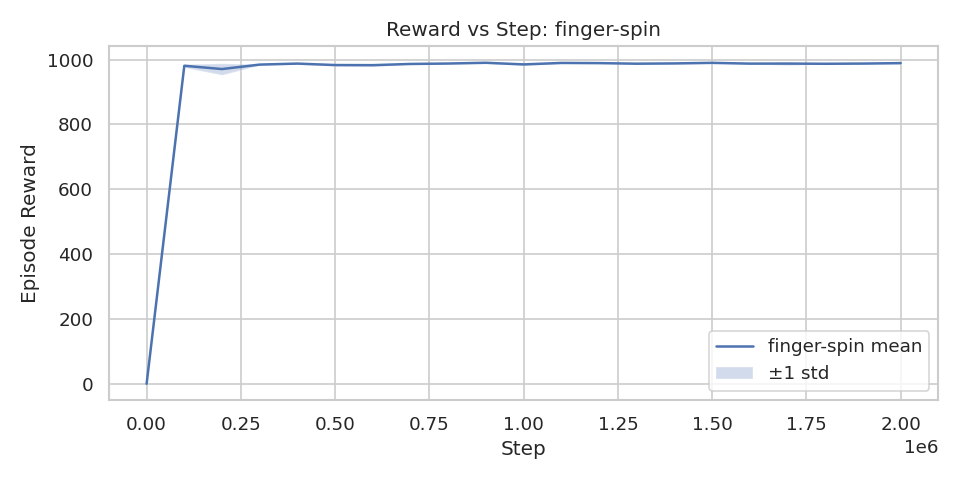 Reward vs Step: finger-spin
Episode Reward
1000
800
600
400
200
0
finger-spin mean
±1 std
0.00 0.25 0.50 0.75 1.00 1.25 1.50 1.75 2.00
1e6
Step